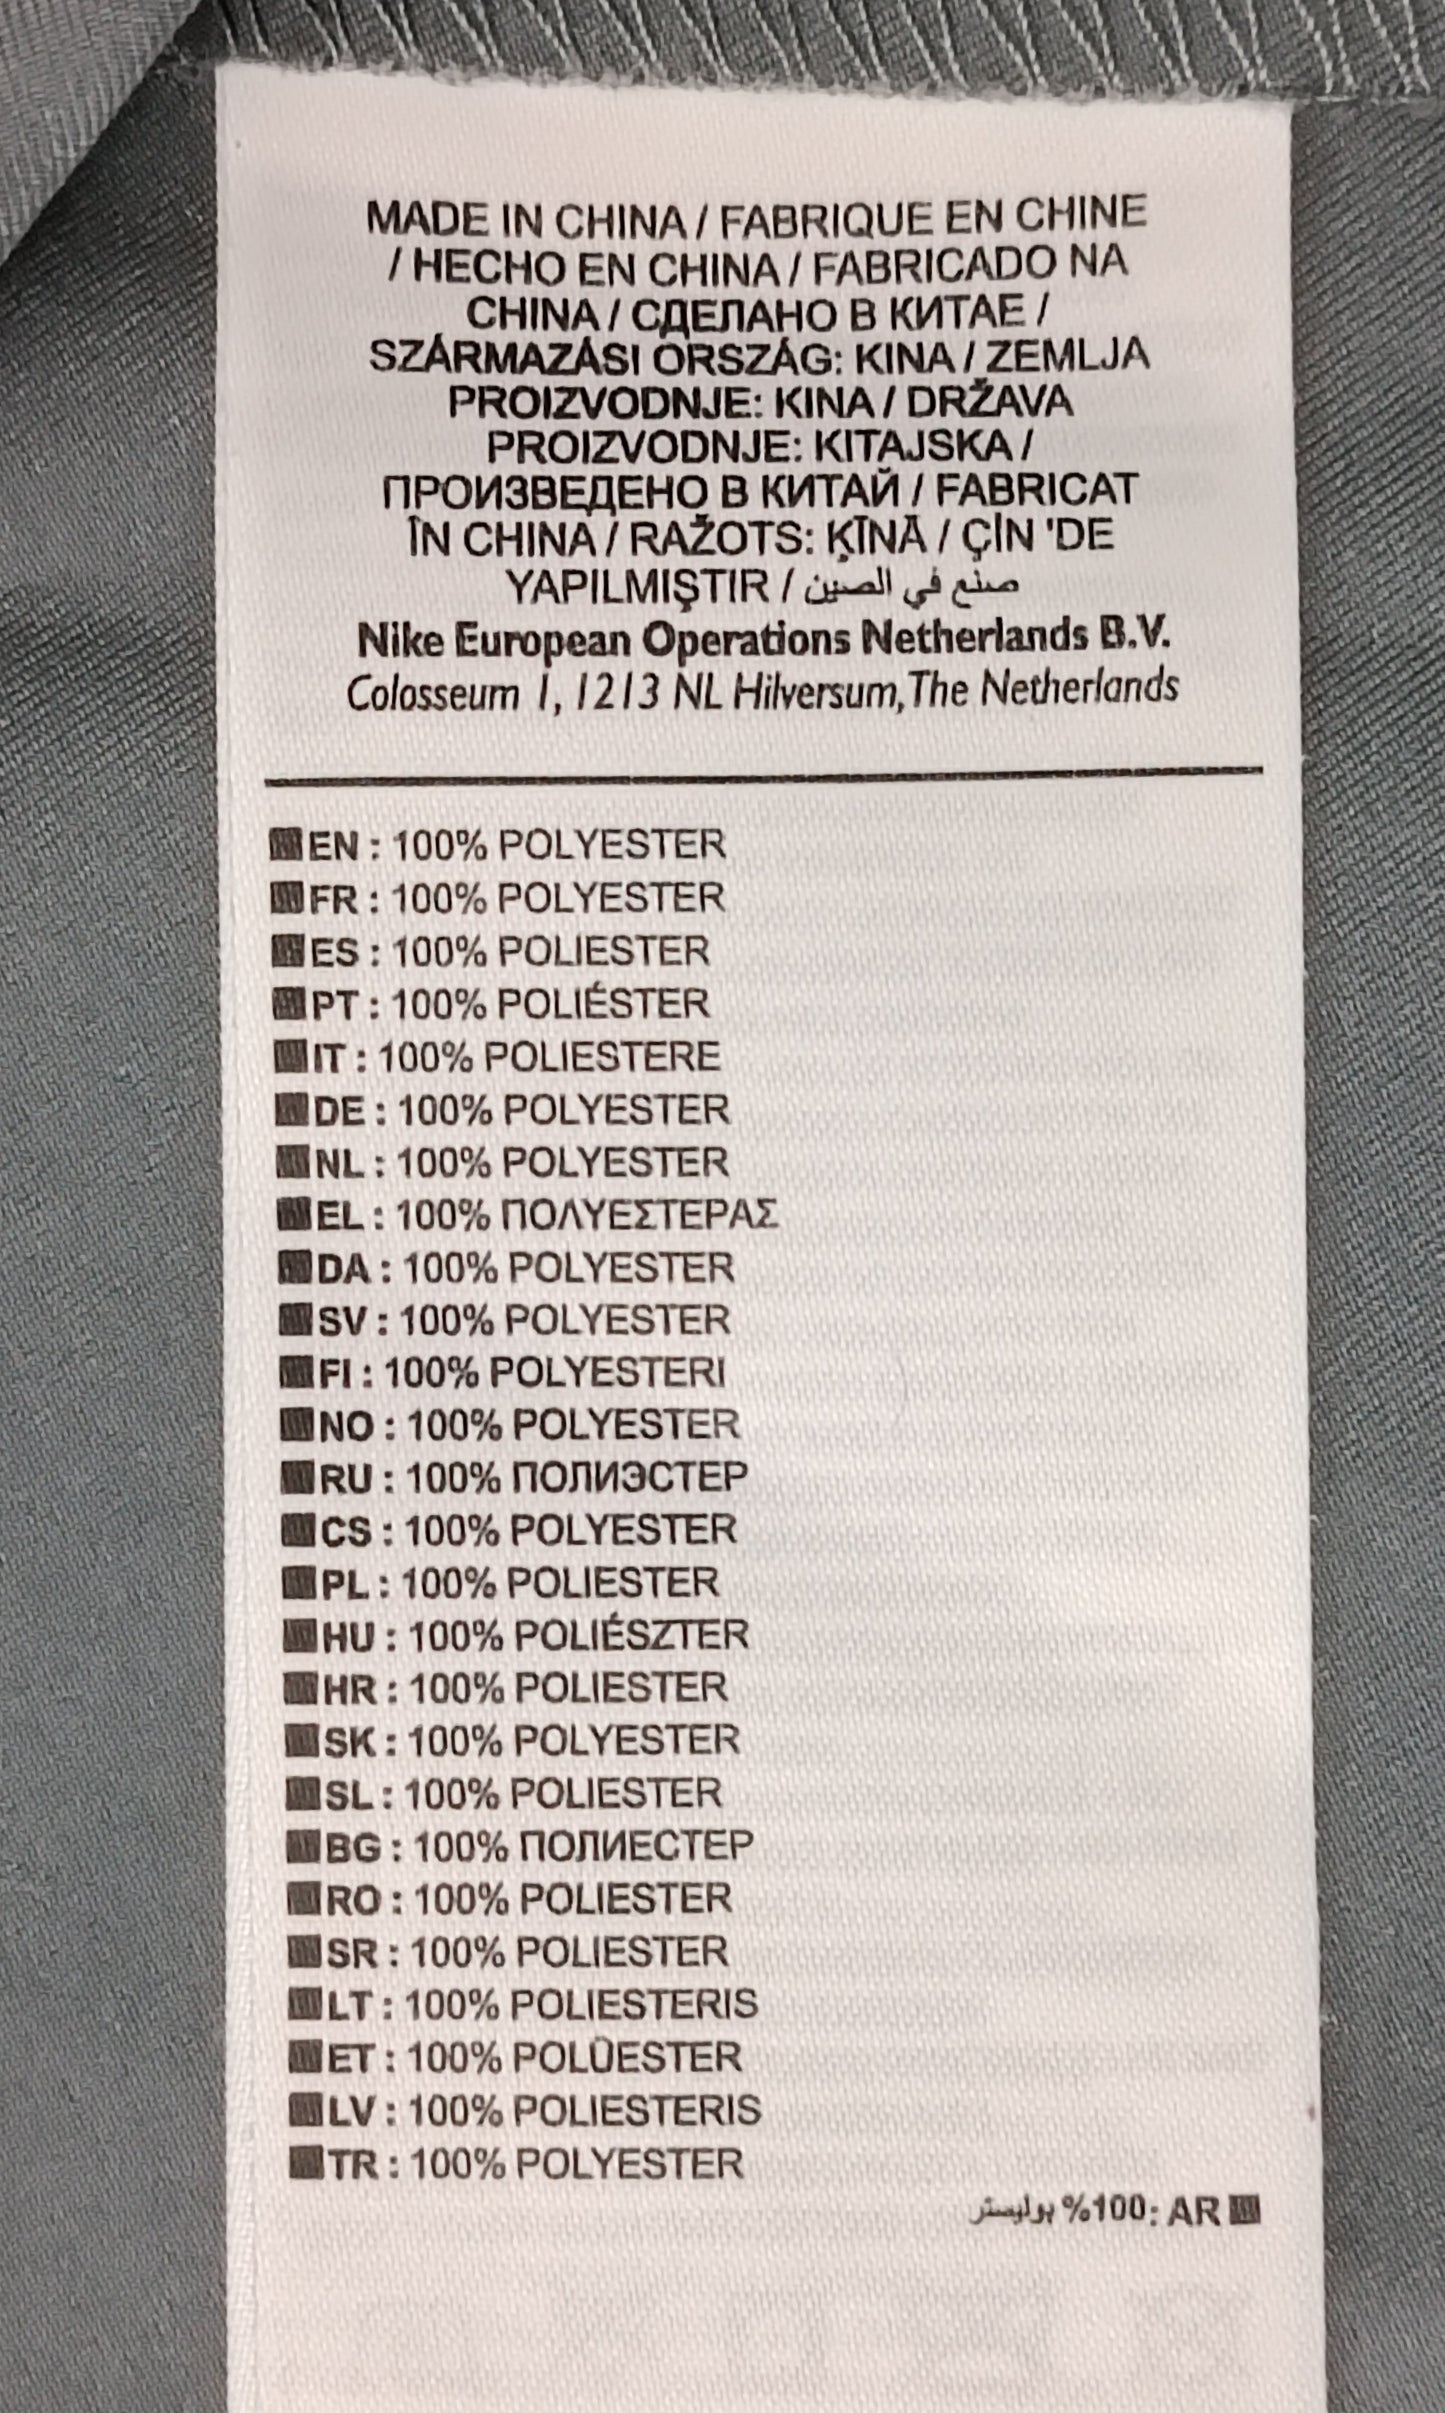 MADE IN CHINA / FABRIQUE EN CHINE
/ HECHO EN CHINA / FABRICADO NA
CHINA / СДЕЛАНО В КИТАЕ /
SZÁRMAZÁSI ORSZÁG: KINA / ZEMLJA
PROIZVODNJE: KINA / DRŽAVA
PROIZVODNJE: KITAJSKA /
ПРОИЗВЕДЕНО В КИТАЙ / FABRICAT
ÎN CHINA / RAŽOTS: ĶĪNĀ / ÇİN 'DE
YAPILMIŞTIR / صنع في الصين
Nike European Operations Netherlands B.V.
Colosseum 1, 1213 NL Hilversum, The Netherlands
EN : 100% POLYESTER
FR : 100% POLYESTER
ES : 100% POLIESTER
PT : 100% POLIÉSTER
IT : 100% POLIESTERE
DE : 100% POLYESTER
NL : 100% POLYESTER
EL : 100% ΠΟΛΥΕΣΤΕΡΑΣ
DA : 100% POLYESTER
SV : 100% POLYESTER
FI : 100% POLYESTERI
NO : 100% POLYESTER
RU : 100% ПОЛИЭСТЕР
CS : 100% POLYESTER
PL : 100% POLIESTER
HU : 100% POLIÉSZTER
HR : 100% POLIESTER
SK : 100% POLYESTER
SL : 100% POLIESTER
BG : 100% ПОЛИЕСТЕР
RO : 100% POLIESTER
SR : 100% POLIESTER
LT : 100% POLIESTERIS
ET : 100% POLÜESTER
LV : 100% POLIESTERIS
TR : 100% POLYESTER
AR :100% بوليستر